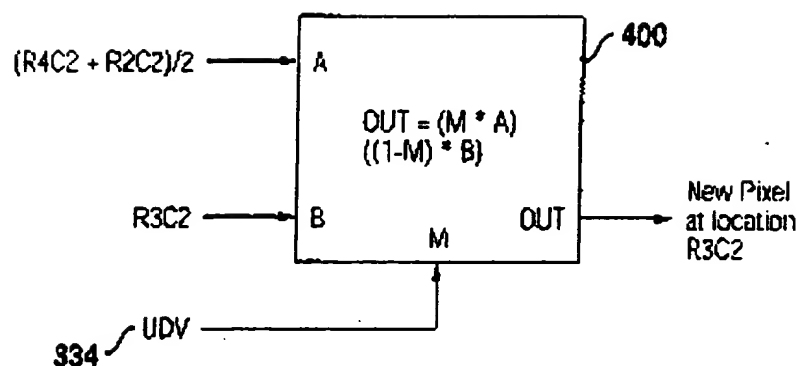 400
(R4C2 + R2C2)/2
A
OUT = (M * A)
((1-M) * B)
R3C2
B
M
OUT
New Pixel
at location
R3C2
334
UDV